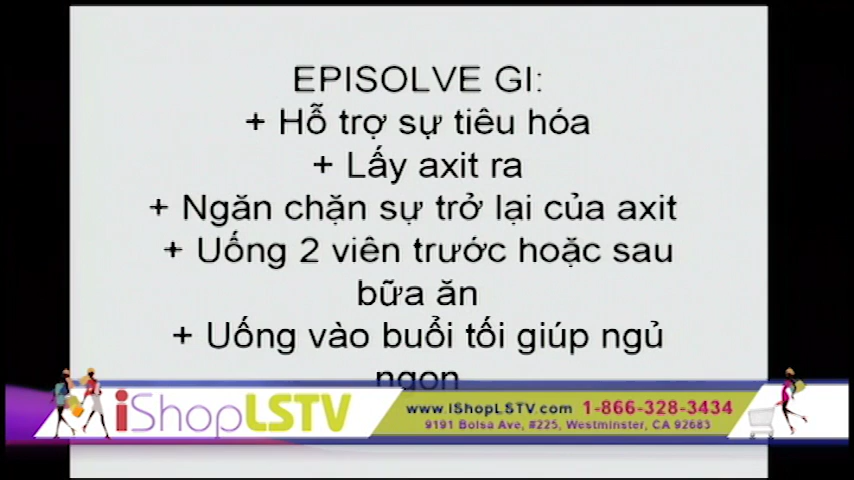 EPISOLVE GI:
+ Hỗ trợ sự tiêu hóa
+ Lấy axit ra
+ Ngăn chặn sự trở lại của axit
+ Uống 2 viên trước hoặc sau
bữa ăn
+ Uống vào buổi tối giúp ngủ
ngon
iShopLSTV
www.iShopLSTV.com 1-866-328-3434
9191 Bolsa Ave, #225, Westminster, CA 92683